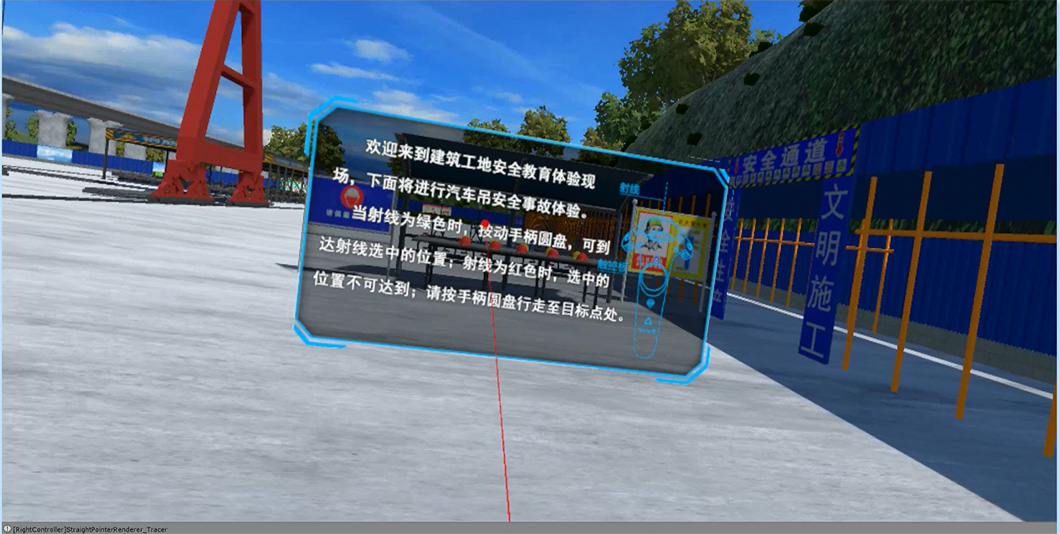 欢迎来到建筑工地安全教育体验现
场，下面将进行汽车吊安全事故体验。
当射线为绿色时，按动手柄圆盘，可到
达射线选中的位置；射线为红色时，选中的
位置不可达到；请按手柄圆盘行走至目标点处。
射线
安全通道
文明施工
[RightController]StraightPointerRenderer_Tracer